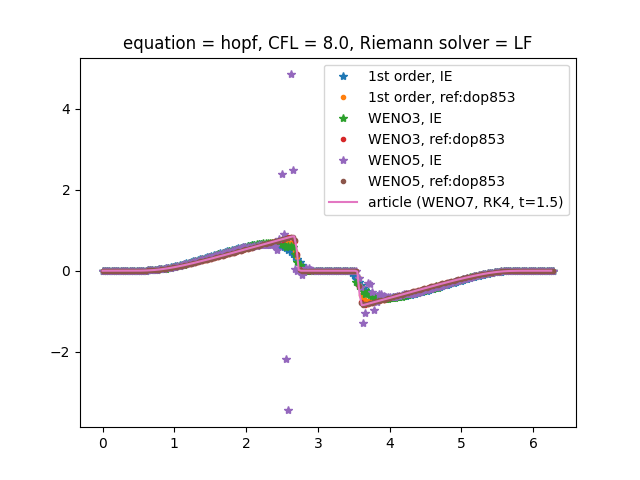 equation = hopf, CFL = 8.0, Riemann solver = LF
1st order, IE
1st order, ref:dop853
WENO3, IE
WENO3, ref:dop853
WENO5, IE
WENO5, ref:dop853
article (WENO7, RK4, t=1.5)
4
2
0
−2
0 1 2 3 4 5 6